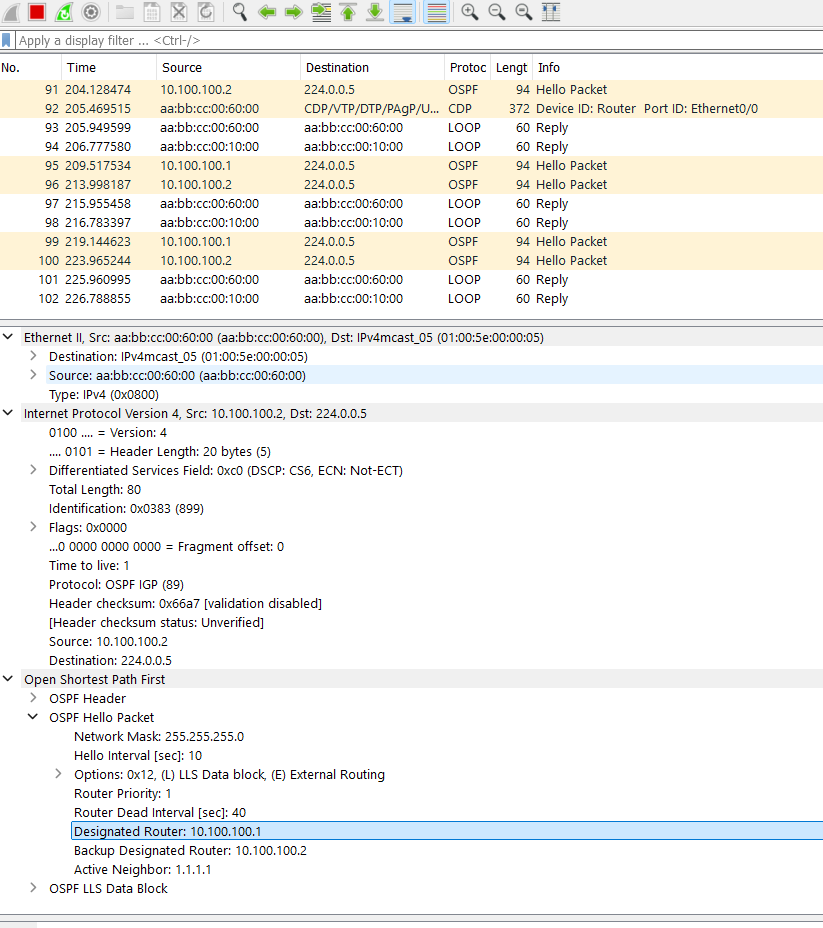 Apply a display filter ... <Ctrl-/>
No. Time Source Destination Protoc Lengt Info
91 204.128474 10.100.100.2 224.0.0.5 OSPF 94 Hello Packet
92 205.469515 aa:bb:cc:00:60:00 CDP/VTP/DTP/PAgP/U... CDP 372 Device ID: Router Port ID: Ethernet0/0
93 205.949599 aa:bb:cc:00:60:00 aa:bb:cc:00:60:00 LOOP 60 Reply
94 206.777580 aa:bb:cc:00:10:00 aa:bb:cc:00:10:00 LOOP 60 Reply
95 209.517534 10.100.100.1 224.0.0.5 OSPF 94 Hello Packet
96 213.998187 10.100.100.2 224.0.0.5 OSPF 94 Hello Packet
97 215.955458 aa:bb:cc:00:60:00 aa:bb:cc:00:60:00 LOOP 60 Reply
98 216.783397 aa:bb:cc:00:10:00 aa:bb:cc:00:10:00 LOOP 60 Reply
99 219.144623 10.100.100.1 224.0.0.5 OSPF 94 Hello Packet
100 223.965244 10.100.100.2 224.0.0.5 OSPF 94 Hello Packet
101 225.960995 aa:bb:cc:00:60:00 aa:bb:cc:00:60:00 LOOP 60 Reply
102 226.788855 aa:bb:cc:00:10:00 aa:bb:cc:00:10:00 LOOP 60 Reply
Ethernet II, Src: aa:bb:cc:00:60:00 (aa:bb:cc:00:60:00), Dst: IPv4mcast_05 (01:00:5e:00:00:05)
Destination: IPv4mcast_05 (01:00:5e:00:00:05)
Source: aa:bb:cc:00:60:00 (aa:bb:cc:00:60:00)
Type: IPv4 (0x0800)
Internet Protocol Version 4, Src: 10.100.100.2, Dst: 224.0.0.5
0100 .... = Version: 4
.... 0101 = Header Length: 20 bytes (5)
Differentiated Services Field: 0xc0 (DSCP: CS6, ECN: Not-ECT)
Total Length: 80
Identification: 0x0383 (899)
Flags: 0x0000
...0 0000 0000 0000 = Fragment offset: 0
Time to live: 1
Protocol: OSPF IGP (89)
Header checksum: 0x66a7 [validation disabled]
[Header checksum status: Unverified]
Source: 10.100.100.2
Destination: 224.0.0.5
Open Shortest Path First
OSPF Header
OSPF Hello Packet
Network Mask: 255.255.255.0
Hello Interval [sec]: 10
Options: 0x12, (L) LLS Data block, (E) External Routing
Router Priority: 1
Router Dead Interval [sec]: 40
Designated Router: 10.100.100.1
Backup Designated Router: 10.100.100.2
Active Neighbor: 1.1.1.1
OSPF LLS Data Block